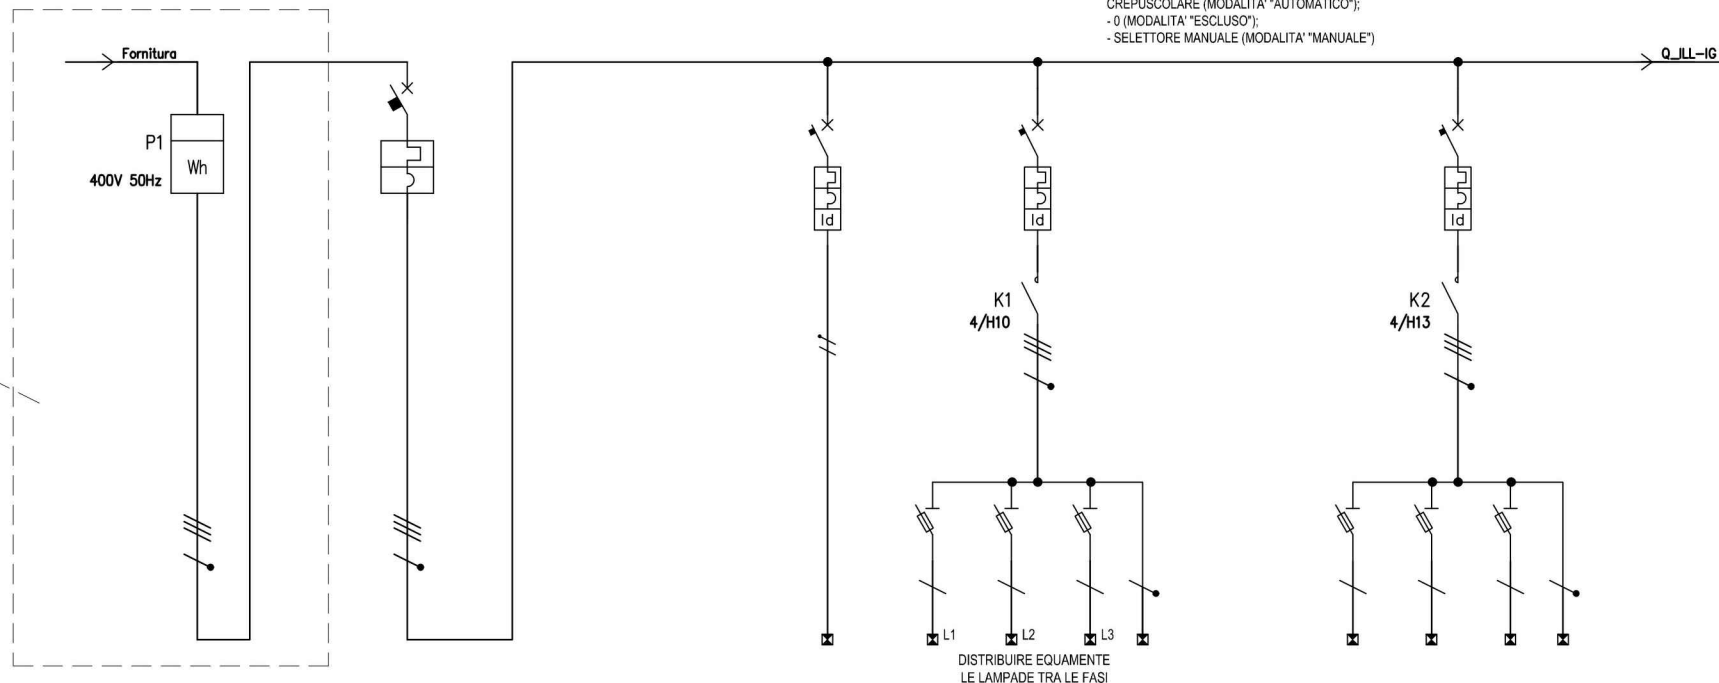 CREPUSCOLARE (MODALITA' "AUTOMATICO");
- 0 (MODALITA' "ESCLUSO");
- SELETTORE MANUALE (MODALITA' "MANUALE")
Fornitura
Q_ILL-IG
P1
Wh
400V 50Hz
Id
Id
Id
K1
4/H10
K2
4/H13
L1
L2
L3
DISTRIBUIRE EQUAMENTE
LE LAMPADE TRA LE FASI